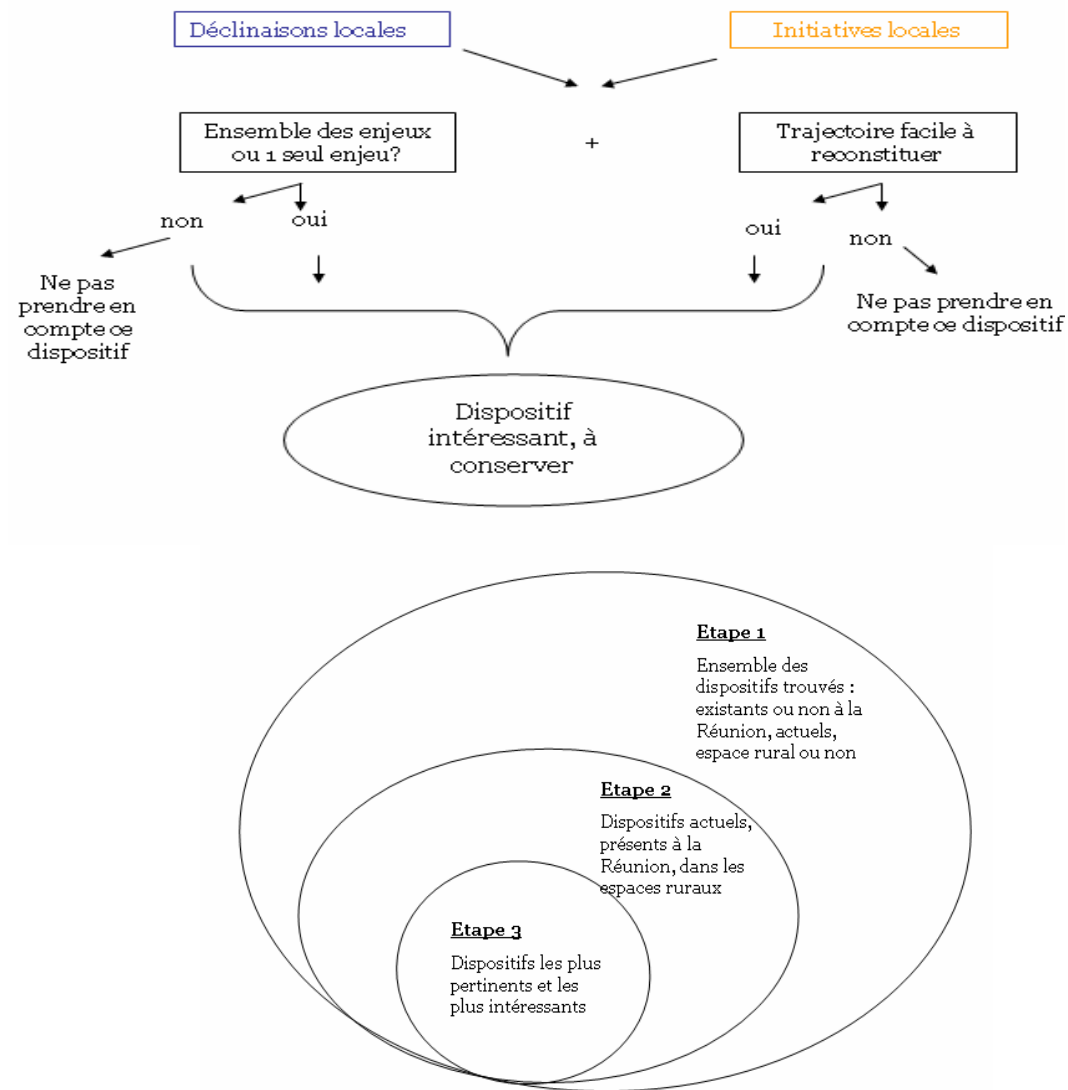 Déclinaisons locales
Initiatives locales
Ensemble des enjeux
ou 1 seul enjeu?
+
Trajectoire facile à
reconstituer
non
oui
oui
non
Ne pas
prendre en
compte ce
dispositif
Ne pas prendre en
compte ce dispositif
Dispositif
intéressant, à
conserver
Etape 1
Ensemble des
dispositifs trouvés :
existants ou non à la
Réunion, actuels,
espace rural ou non
Etape 2
Dispositifs actuels,
présents à la
Réunion, dans les
espaces ruraux
Etape 3
Dispositifs les plus
pertinents et les
plus intéressants